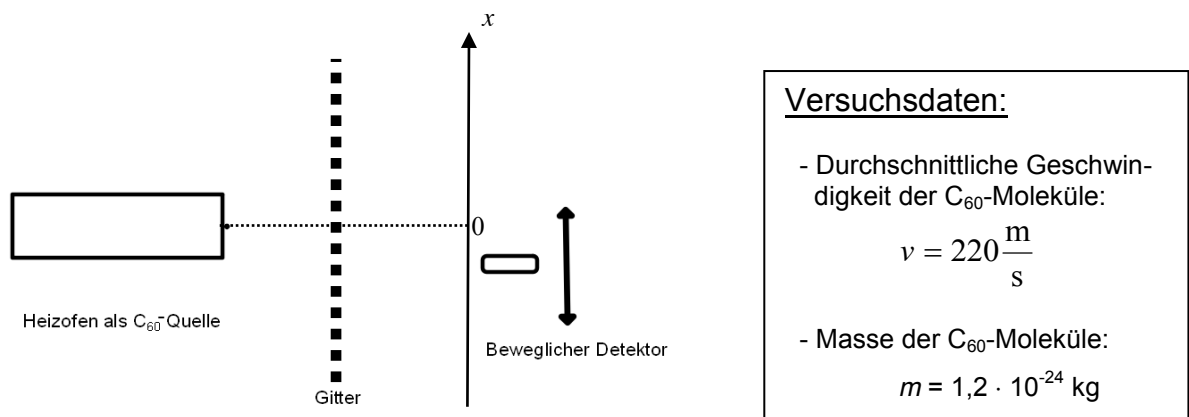 x
0
Heizofen als C₆₀-Quelle
Beweglicher Detektor
Gitter
Versuchsdaten:
- Durchschnittliche Geschwin-
digkeit der C₆₀-Moleküle:
v = 220 m/s
- Masse der C₆₀-Moleküle:
m = 1,2 · 10⁻²⁴ kg